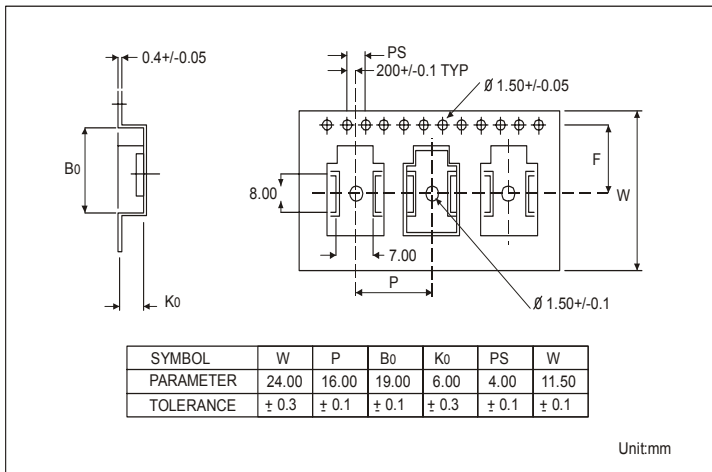 PS
0.4+/-0.05
200+/-0.1 TYP
Ø 1.50+/-0.05
B0
F
8.00
W
7.00
P
K0
Ø 1.50+/-0.1
SYMBOL W P B0 K0 PS W
PARAMETER 24.00 16.00 19.00 6.00 4.00 11.50
TOLERANCE ± 0.3 ± 0.1 ± 0.1 ± 0.3 ± 0.1 ± 0.1
Unit:mm